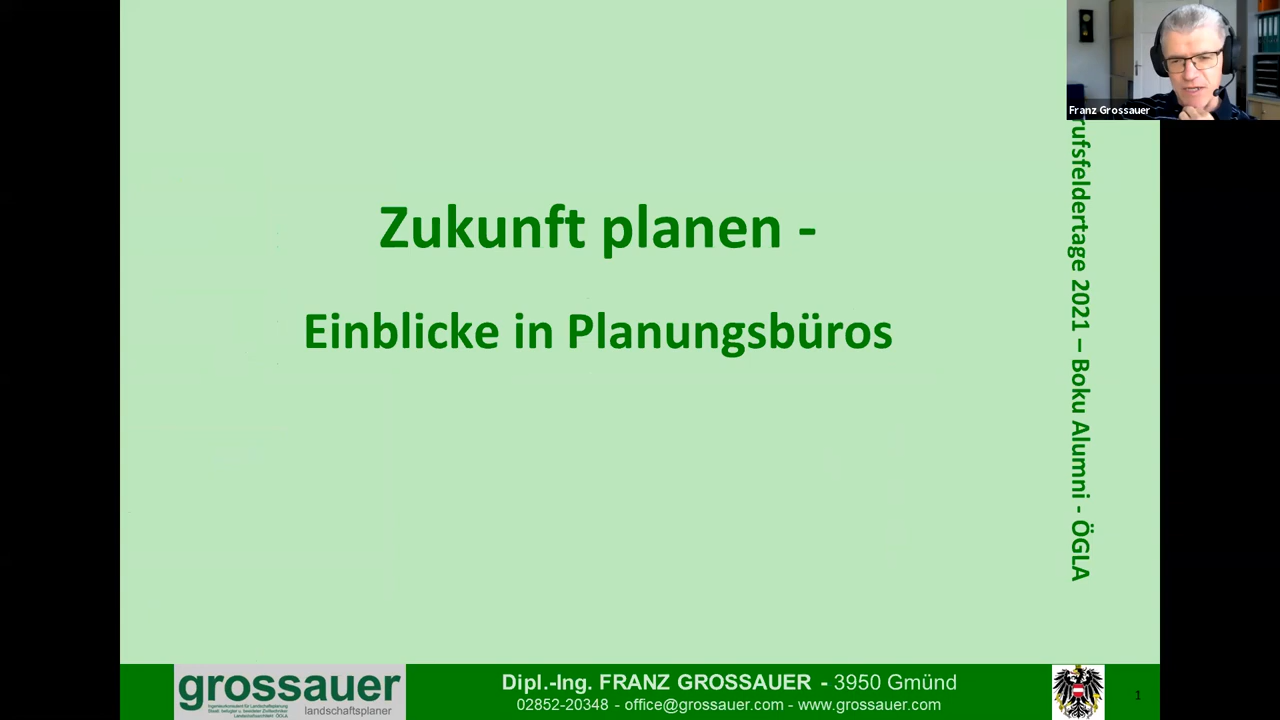 Franz Grossauer
Zukunft planen -
Einblicke in Planungsbüros
rufsfeldertage 2021 – Boku Alumni - ÖGLA
grossauer
landschaftsplaner
Dipl.-Ing. FRANZ GROSSAUER - 3950 Gmünd
02852-20348 - office@grossauer.com - www.grossauer.com
1